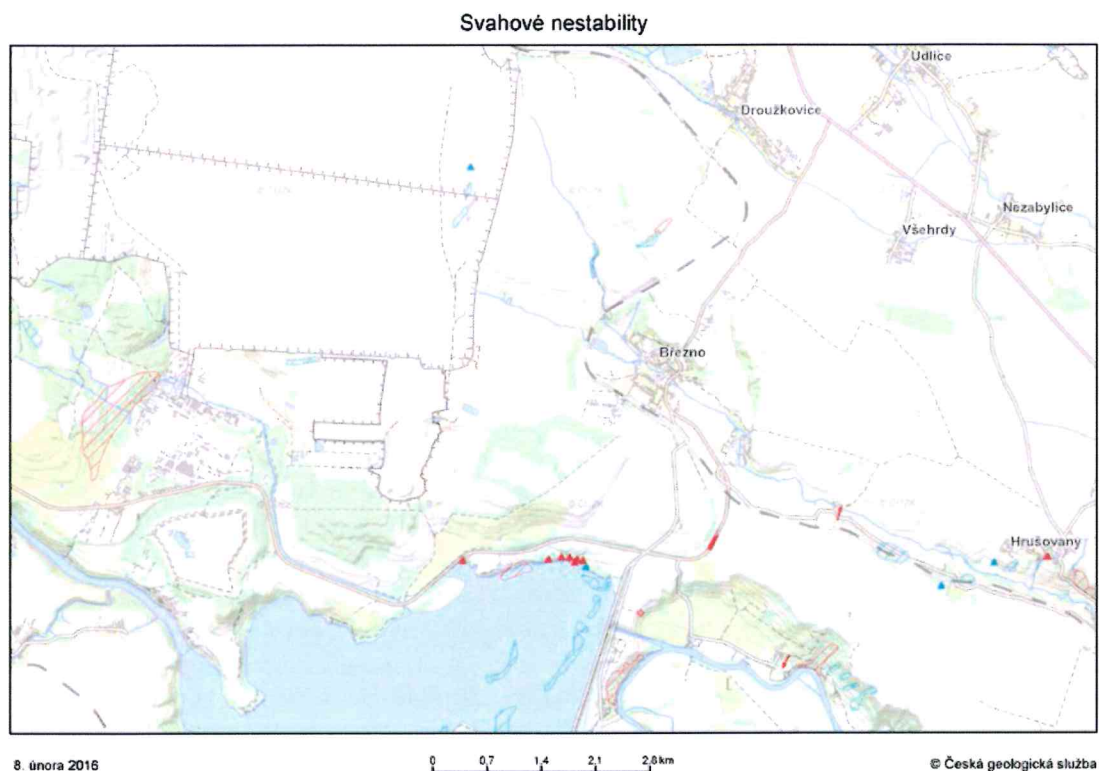 Svahové nestability
Údlice
Droužkovice
Nezabylice
Všehrdy
Březno
Hrušovany
8. února 2016
0 0,7 1,4 2,1 2,8 km
© Česká geologická služba